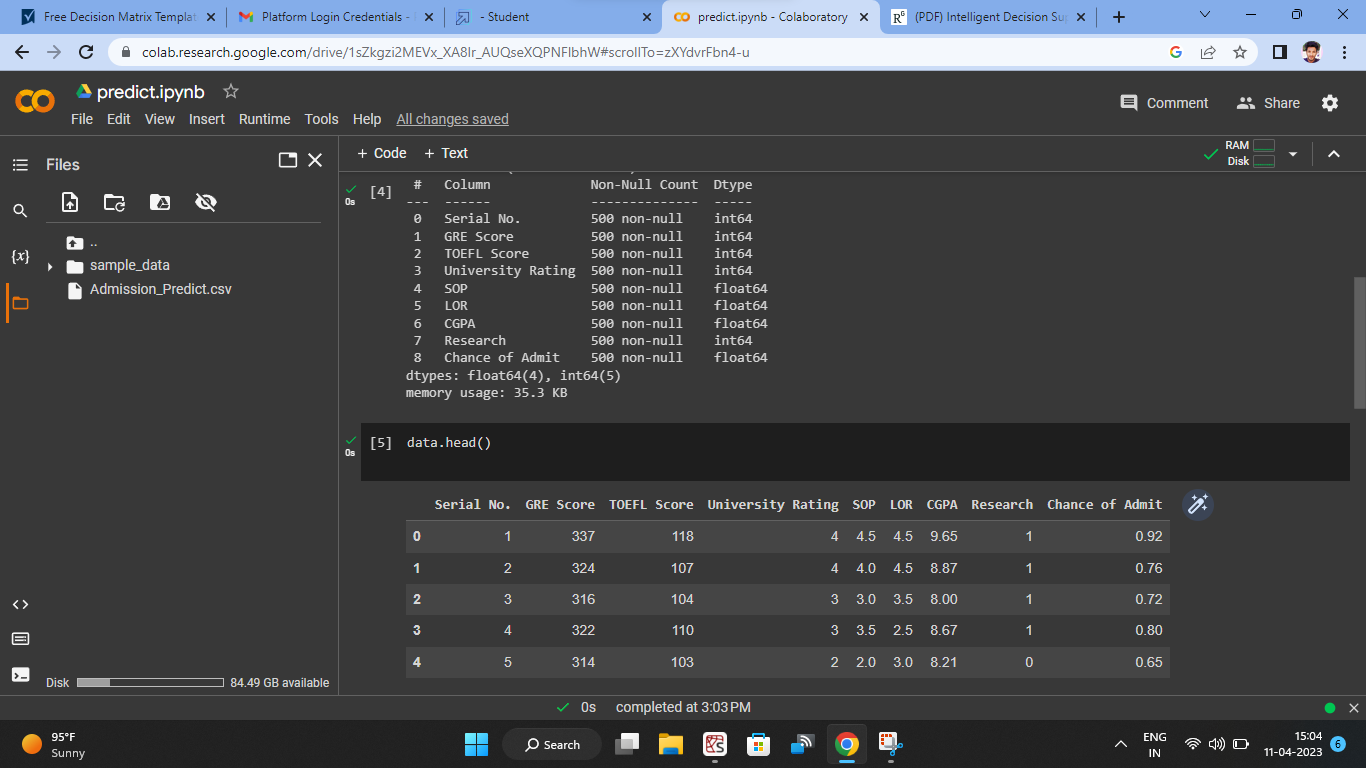 Free Decision Matrix Templat
Platform Login Credentials -
- Student
predict.ipynb - Colaboratory
(PDF) Intelligent Decision Su
colab.research.google.com/drive/1sZkgzi2MEVx_XA8Ir_AUQseXQPNFlbhW#scrollTo=zXYdvrFbn4-u
predict.ipynb
Comment
Share
File Edit View Insert Runtime Tools Help All changes saved
Files
+ Code + Text
RAM
Disk
{x}
..
sample_data
Admission_Predict.csv
[4]
0s
# Column Non-Null Count Dtype
--- ------ -------------- -----
0 Serial No. 500 non-null int64
1 GRE Score 500 non-null int64
2 TOEFL Score 500 non-null int64
3 University Rating 500 non-null int64
4 SOP 500 non-null float64
5 LOR 500 non-null float64
6 CGPA 500 non-null float64
7 Research 500 non-null int64
8 Chance of Admit 500 non-null float64
dtypes: float64(4), int64(5)
memory usage: 35.3 KB
[5] data.head()
0s
Serial No. GRE Score TOEFL Score University Rating SOP LOR CGPA Research Chance of Admit
0 1 337 118 4 4.5 4.5 9.65 1 0.92
1 2 324 107 4 4.0 4.5 8.87 1 0.76
2 3 316 104 3 3.0 3.5 8.00 1 0.72
3 4 322 110 3 3.5 2.5 8.67 1 0.80
4 5 314 103 2 2.0 3.0 8.21 0 0.65
Disk 84.49 GB available
0s completed at 3:03 PM
95°F
Sunny
Search
ENG
IN
15:04
11-04-2023
6